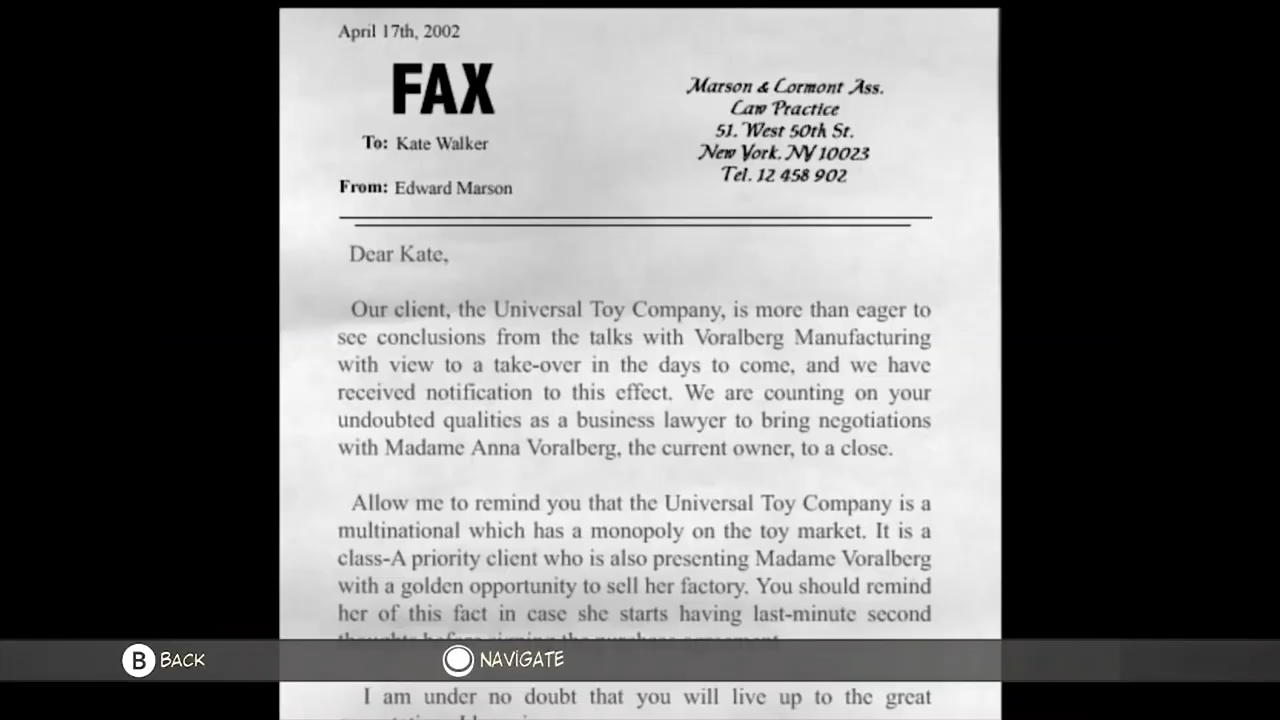 April 17th, 2002
FAX
Marson & Lormont Ass.
Law Practice
51. West 50th St.
New York. NY 10023
Tel. 12 458 902
To: Kate Walker
From: Edward Marson
Dear Kate,
Our client, the Universal Toy Company, is more than eager to
see conclusions from the talks with Voralberg Manufacturing
with view to a take-over in the days to come, and we have
received notification to this effect. We are counting on your
undoubted qualities as a business lawyer to bring negotiations
with Madame Anna Voralberg, the current owner, to a close.
Allow me to remind you that the Universal Toy Company is a
multinational which has a monopoly on the toy market. It is a
class-A priority client who is also presenting Madame Voralberg
with a golden opportunity to sell her factory. You should remind
her of this fact in case she starts having last-minute second
thoughts before signing the purchase agreement.
B BACK
NAVIGATE
I am under no doubt that you will live up to the great